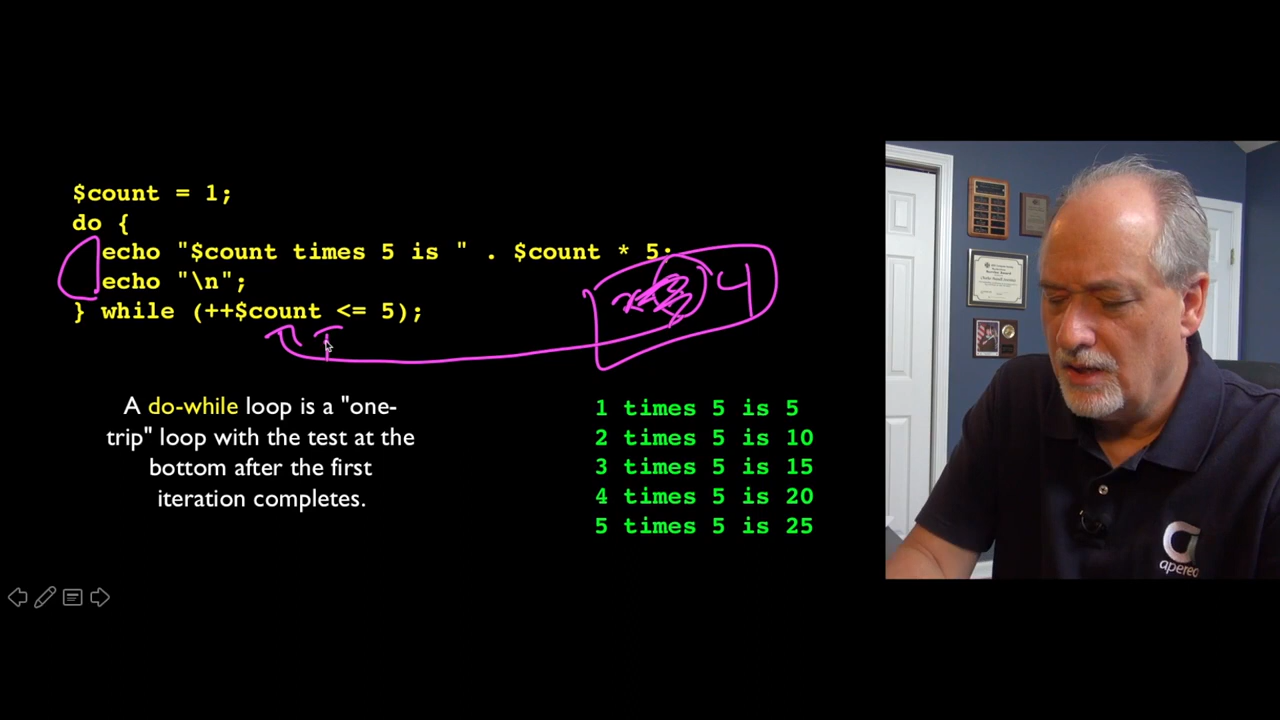 $count = 1;
do {
echo "$count times 5 is " . $count * 5;
echo "\n";
} while (++$count <= 5);
4
T
A do-while loop is a "one-
trip" loop with the test at the
bottom after the first
iteration completes.
1 times 5 is 5
2 times 5 is 10
3 times 5 is 15
4 times 5 is 20
5 times 5 is 25
apereo